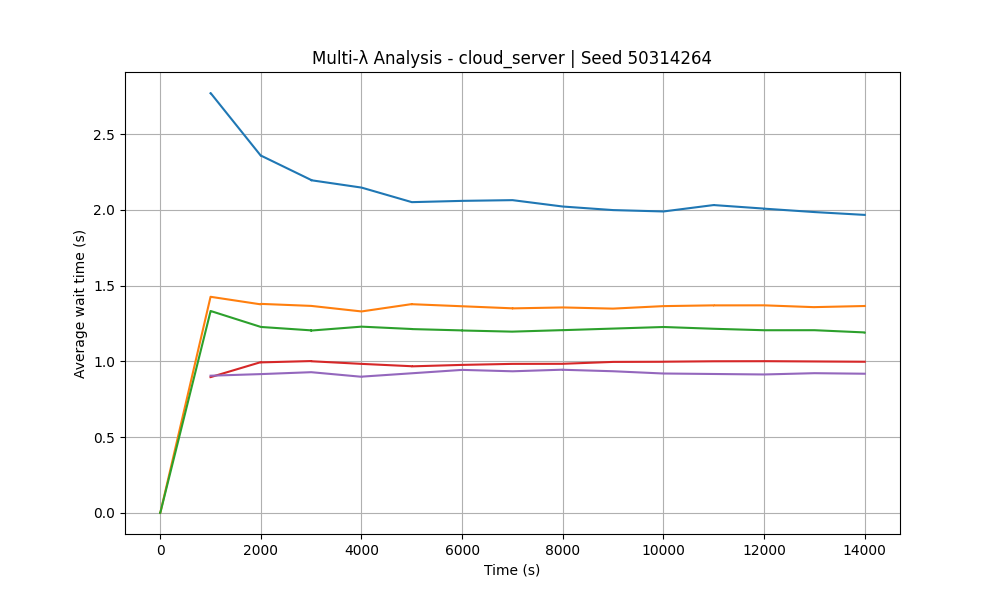 Multi-λ Analysis - cloud_server | Seed 50314264
Average wait time (s)
2.5
2.0
1.5
1.0
0.5
0.0
0 2000 4000 6000 8000 10000 12000 14000
Time (s)